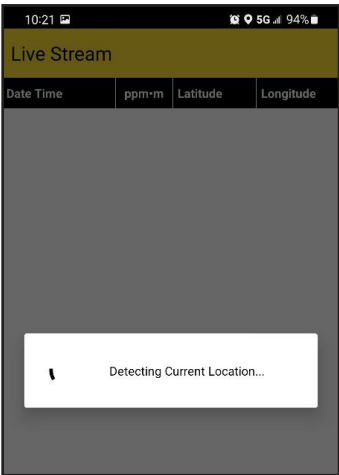 10:21 5G 94%
Live Stream
Date Time ppm•m Latitude Longitude
Detecting Current Location...